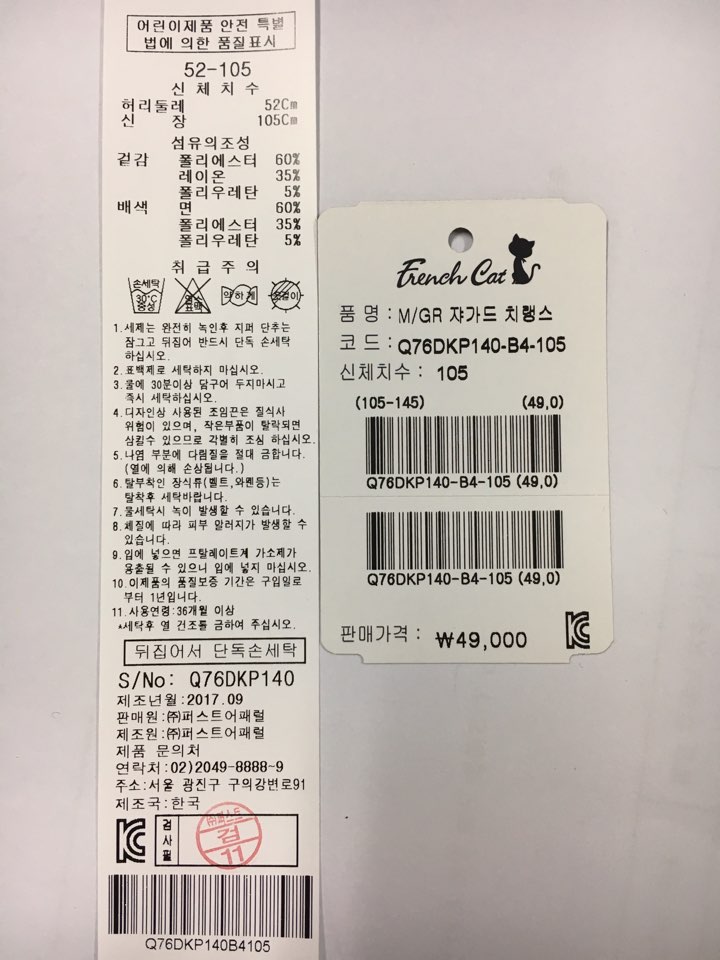 어린이제품 안전 특별
법에 의한 품질표시
52-105
신 체 치 수
허리둘레 52Cm
신 장 105Cm
섬유의조성
겉감 폴리에스터 60%
레이온 35%
폴리우레탄 5%
배색 면 60%
폴리에스터 35%
폴리우레탄 5%
취 급 주 의
손세탁 30°C 중성 염소 표백 약하게 옷걸이
1.세제는 완전히 녹인후 지퍼 단추는
잠그고 뒤집어 반드시 단독 손세탁
하십시오.
2.표백제로 세탁하지 마십시오.
3.물에 30분이상 담구어 두지마시고
즉시 세탁하십시오.
4.디자인상 사용된 조임끈은 질식사
위험이 있으며, 작은부품이 탈락되면
삼킬수 있으므로 각별히 조심 하십시오.
5.나염 부분에 다림질을 절대 금합니다.
(열에 의해 손상됩니다.)
6.탈부착인 장식류(벨트,와펜등)는
탈착후 세탁바랍니다.
7.물세탁시 녹이 발생할 수 있습니다.
8.체질에 따라 피부 알러지가 발생할 수
있습니다.
9.입에 넣으면 프탈레이트계 가소제가
용출될 수 있으니 입에 넣지 마십시오.
10.이제품의 품질보증 기간은 구입일로
부터 1년입니다.
11.사용연령:36개월 이상
*세탁후 열 건조를 금하여 주십시오.
뒤집어서 단독손세탁
S/No: Q76DKP140
제조년월:2017.09
판매원:㈜퍼스트어패럴
제조원:㈜퍼스트어패럴
제품 문의처
연락처:02)2049-8888~9
주소:서울 광진구 구의강변로91
제조국:한국
KC 검사필 ㈜퍼스트 검 11
Q76DKP140B4105
French Cat
품 명 : M/GR 쟈가드 치랭스
코 드 : Q76DKP140-B4-105
신체치수 : 105
(105-145) (49,0)
Q76DKP140-B4-105 (49,0)
Q76DKP140-B4-105 (49,0)
판매가격 : ₩49,000 KC